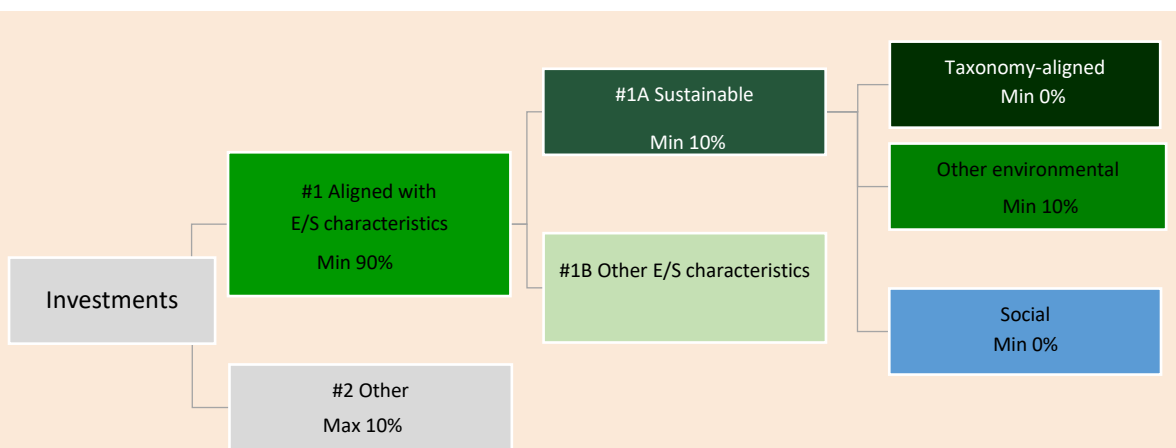 Investments
#1 Aligned with
E/S characteristics
Min 90%
#2 Other
Max 10%
#1A Sustainable
Min 10%
#1B Other E/S characteristics
Taxonomy-aligned
Min 0%
Other environmental
Min 10%
Social
Min 0%